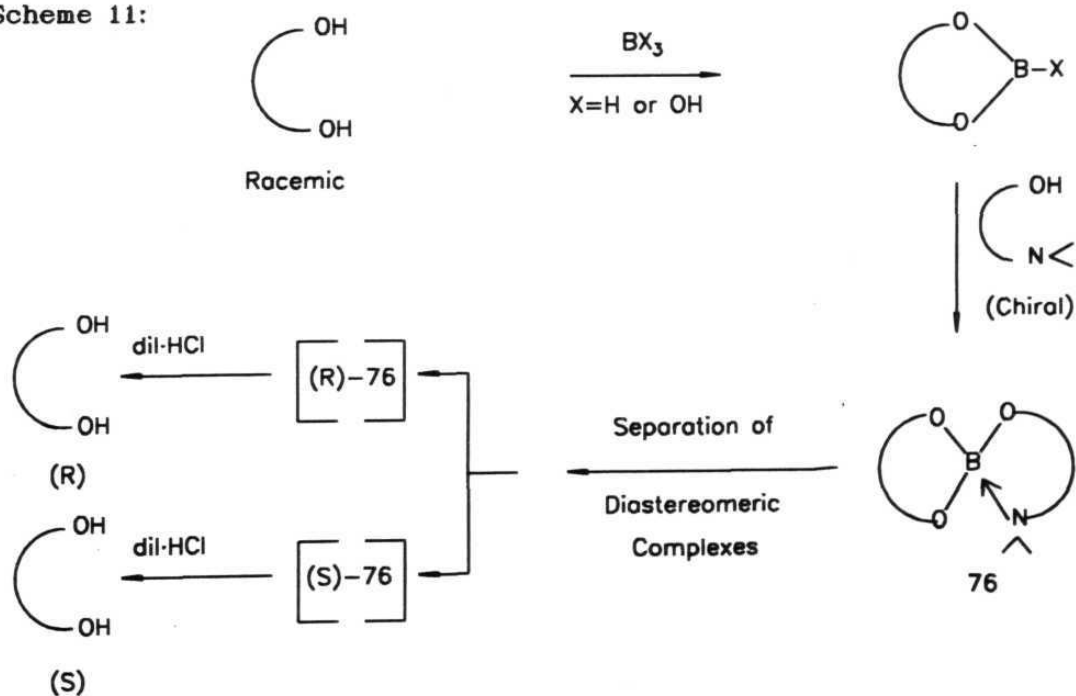 Scheme 11:
OH
OH
Racemic
BX₃
X=H or OH
O
B-X
O
OH
N<
(Chiral)
O O
B
O N
76
Separation of
Diastereomeric
Complexes
(R)-76
dil·HCl
OH
OH
(R)
(S)-76
dil·HCl
OH
OH
(S)